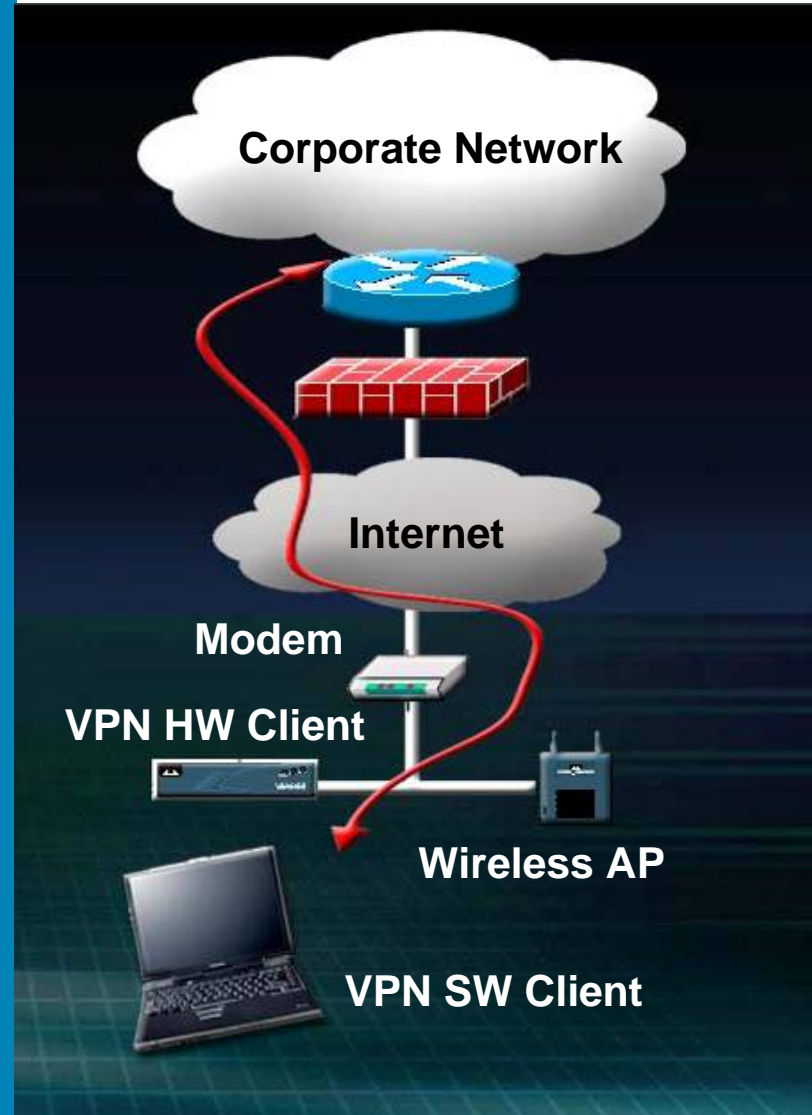 Corporate Network
Internet
Modem
VPN HW Client
Wireless AP
VPN SW Client